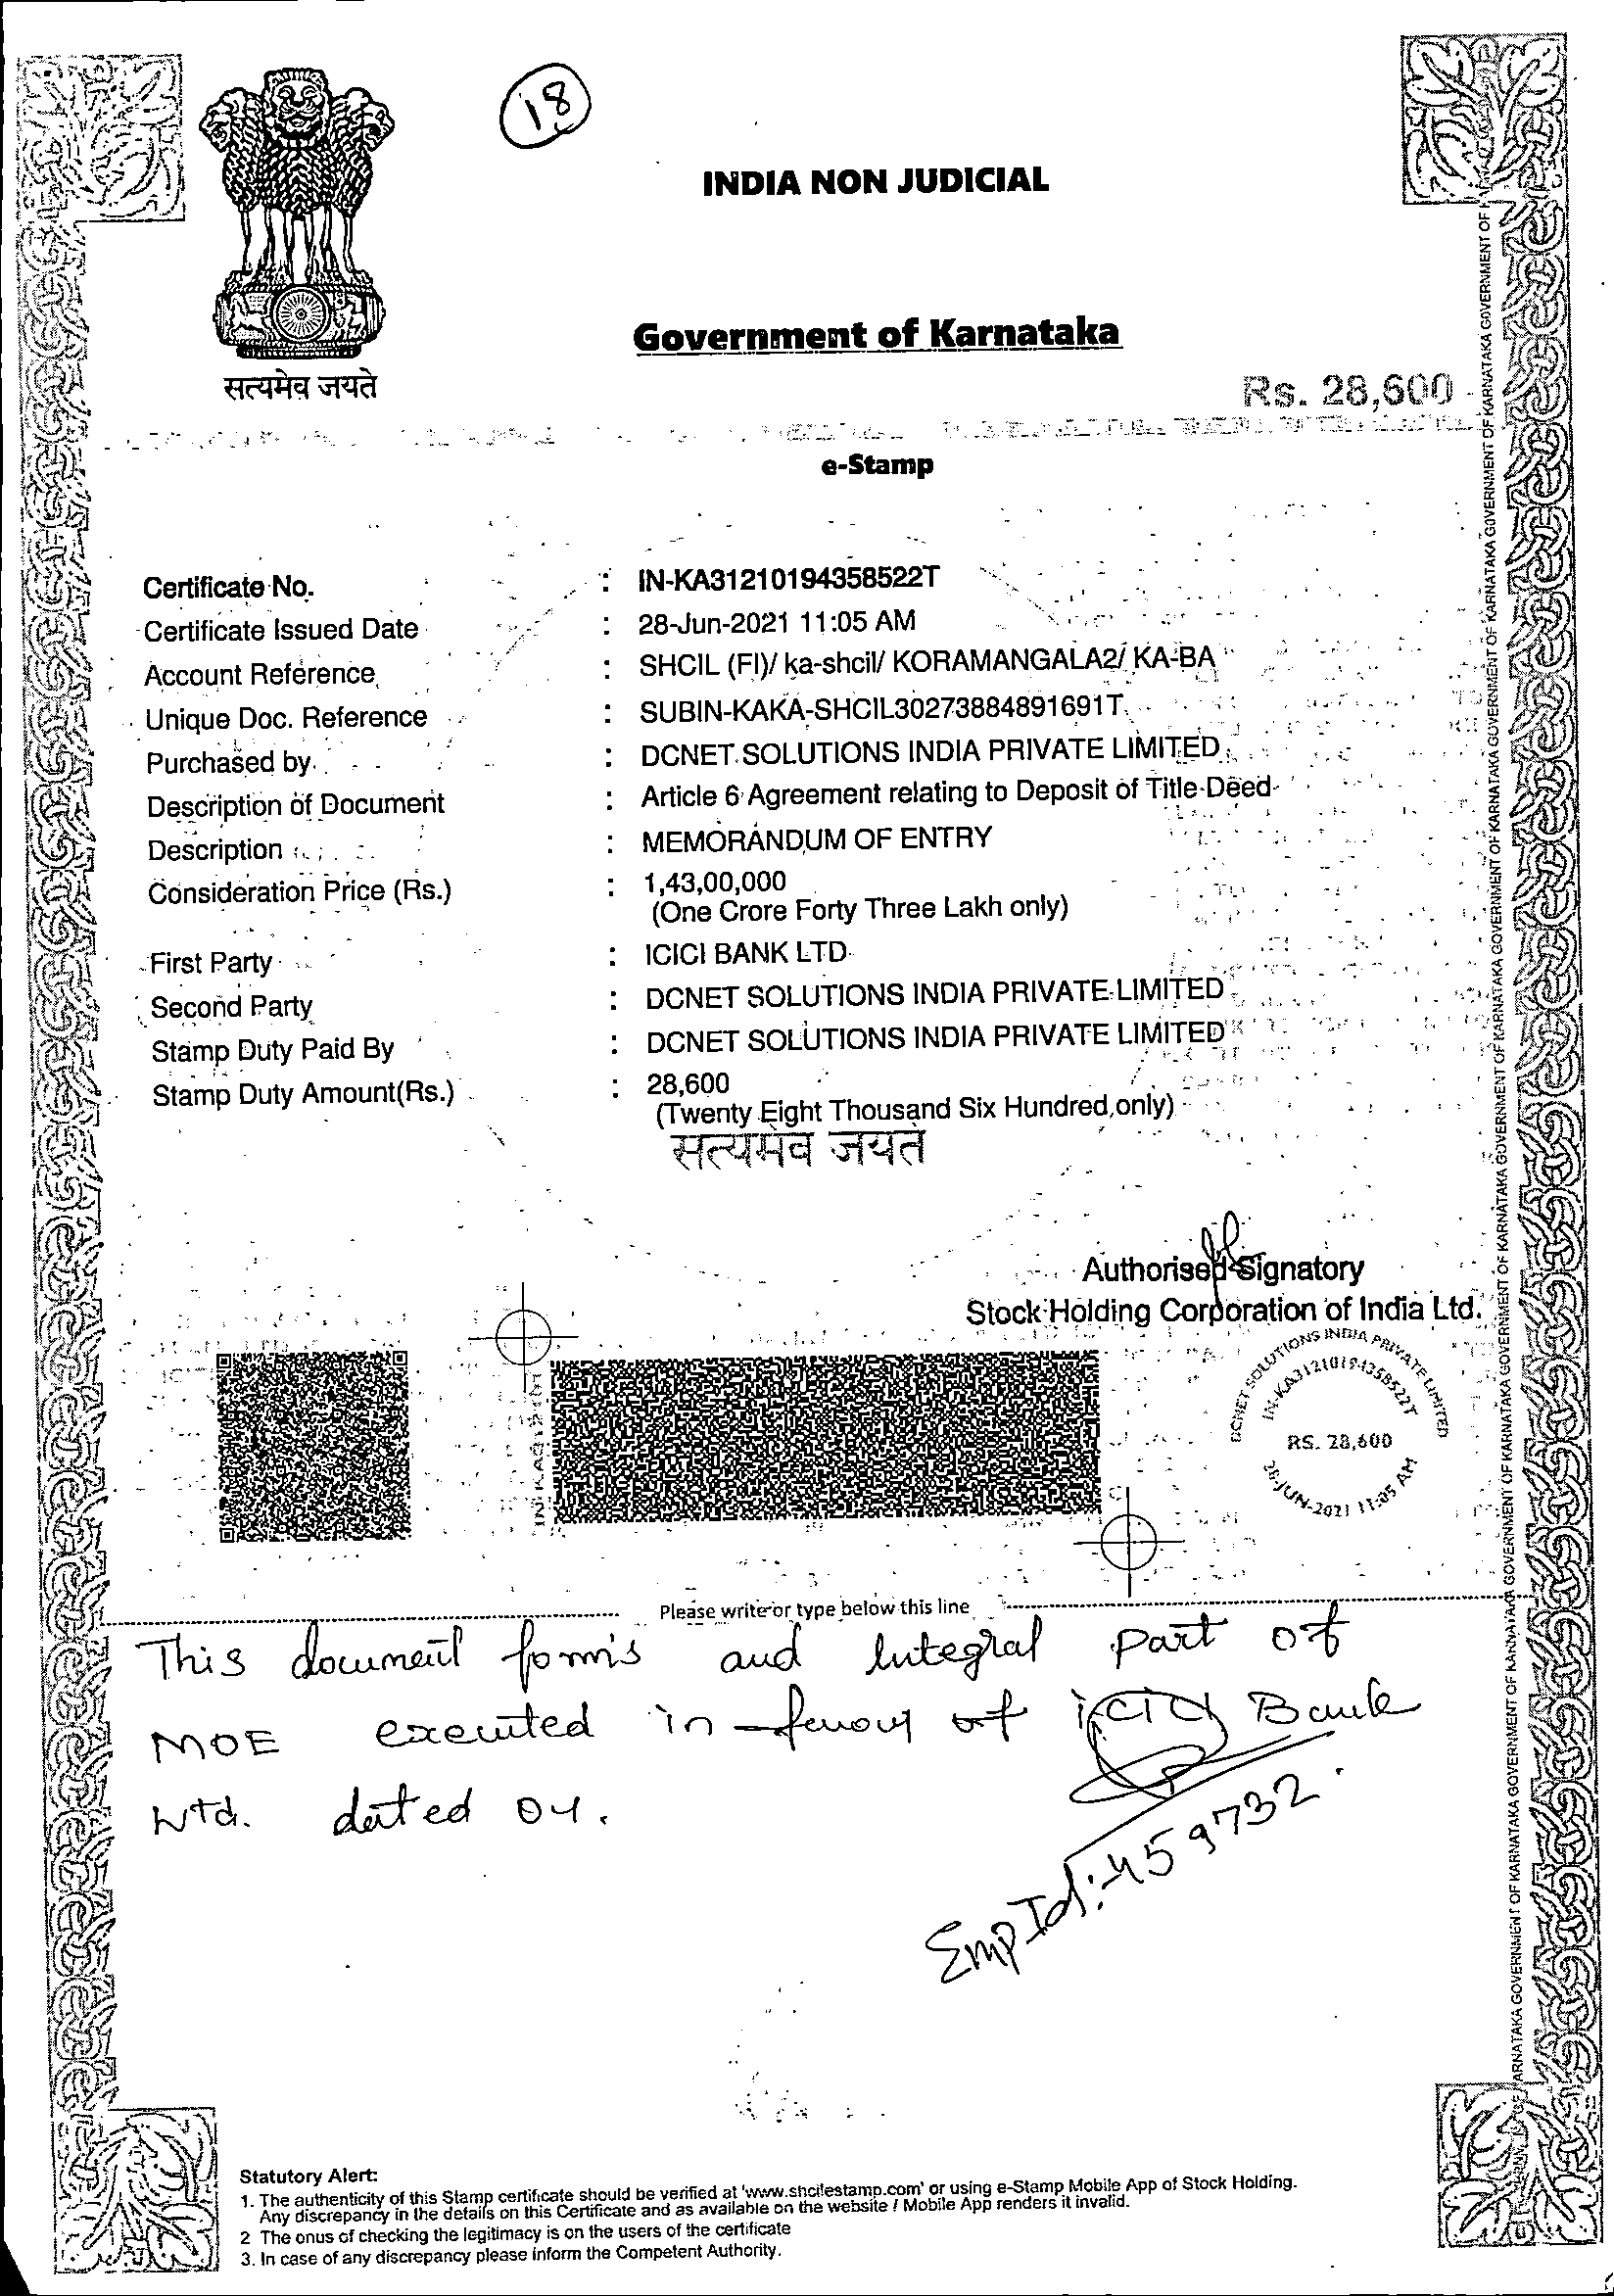 18
INDIA NON JUDICIAL
Government of Karnataka
सत्यमेव जयते
Rs. 28,600
e-Stamp
Certificate No. : IN-KA31210194358522T
Certificate Issued Date : 28-Jun-2021 11:05 AM
Account Reference : SHCIL (FI)/ ka-shcil/ KORAMANGALA2/ KA-BA
Unique Doc. Reference : SUBIN-KAKA-SHCIL30273884891691T
Purchased by : DCNET SOLUTIONS INDIA PRIVATE LIMITED
Description of Document : Article 6 Agreement relating to Deposit of Title Deed
Description : MEMORANDUM OF ENTRY
Consideration Price (Rs.) : 1,43,00,000
(One Crore Forty Three Lakh only)
First Party : ICICI BANK LTD
Second Party : DCNET SOLUTIONS INDIA PRIVATE LIMITED
Stamp Duty Paid By : DCNET SOLUTIONS INDIA PRIVATE LIMITED
Stamp Duty Amount(Rs.) : 28,600
(Twenty Eight Thousand Six Hundred only)
सत्यमेव जयते
Authorised Signatory
Stock Holding Corporation of India Ltd.
DCNET SOLUTIONS INDIA PRIVATE LIMITED
IN-KA31210194358522T
RS. 28,600
28-JUN-2021 11:05 AM
Please write or type below this line
This document forms and Integral part of
MOE executed in favour of ICICI Bank
Ltd. dated 04.
Emp Id:-459732.
Statutory Alert:
1. The authenticity of this Stamp certificate should be verified at 'www.shcilestamp.com' or using e-Stamp Mobile App of Stock Holding.
Any discrepancy in the details on this Certificate and as available on the website / Mobile App renders it invalid.
2 The onus of checking the legitimacy is on the users of the certificate
3. In case of any discrepancy please inform the Competent Authority.